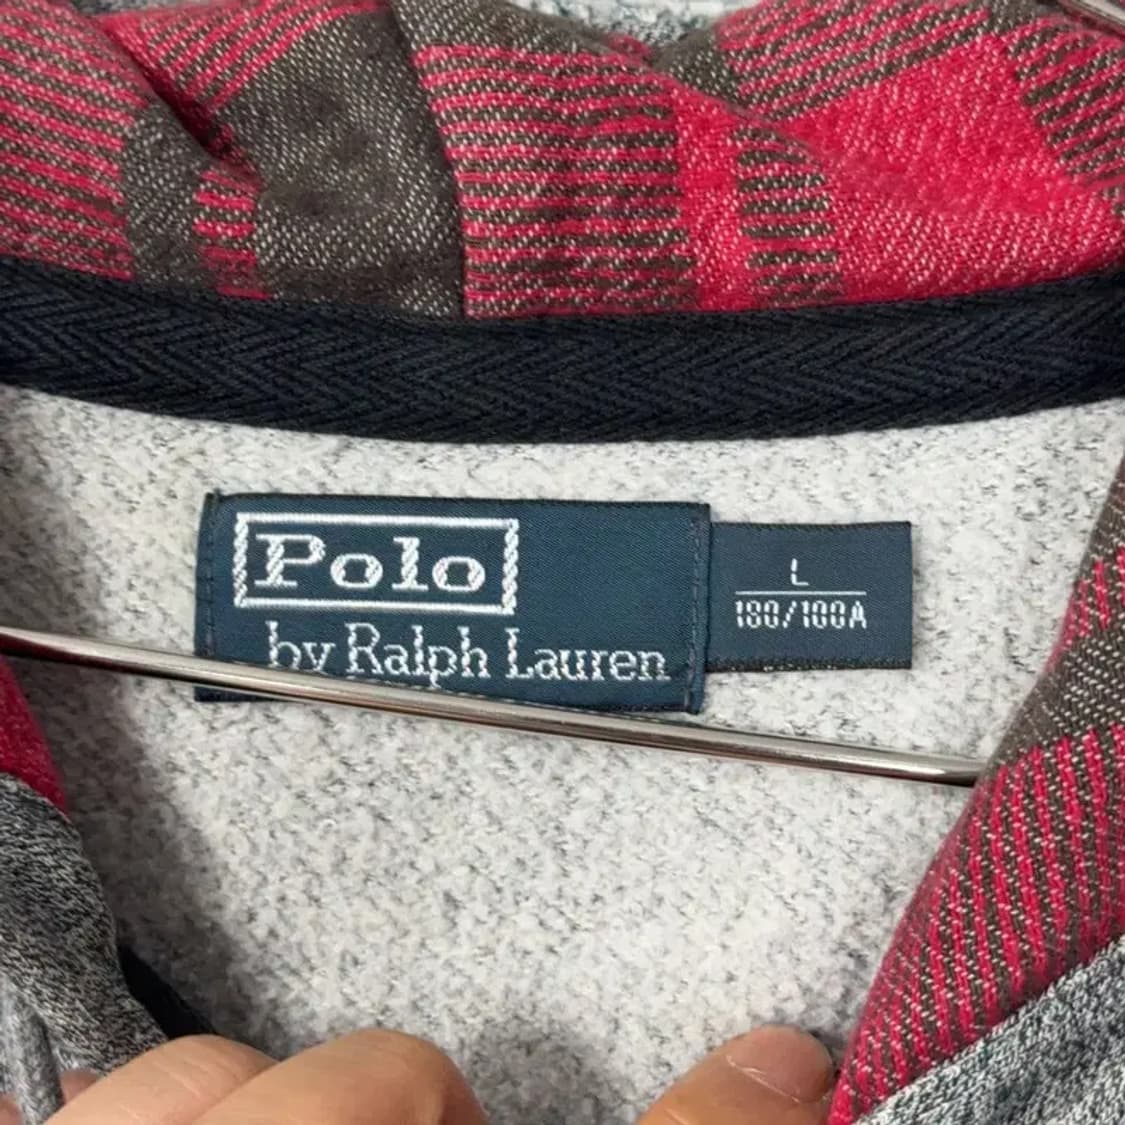 Polo
by Ralph Lauren
L
180/100A